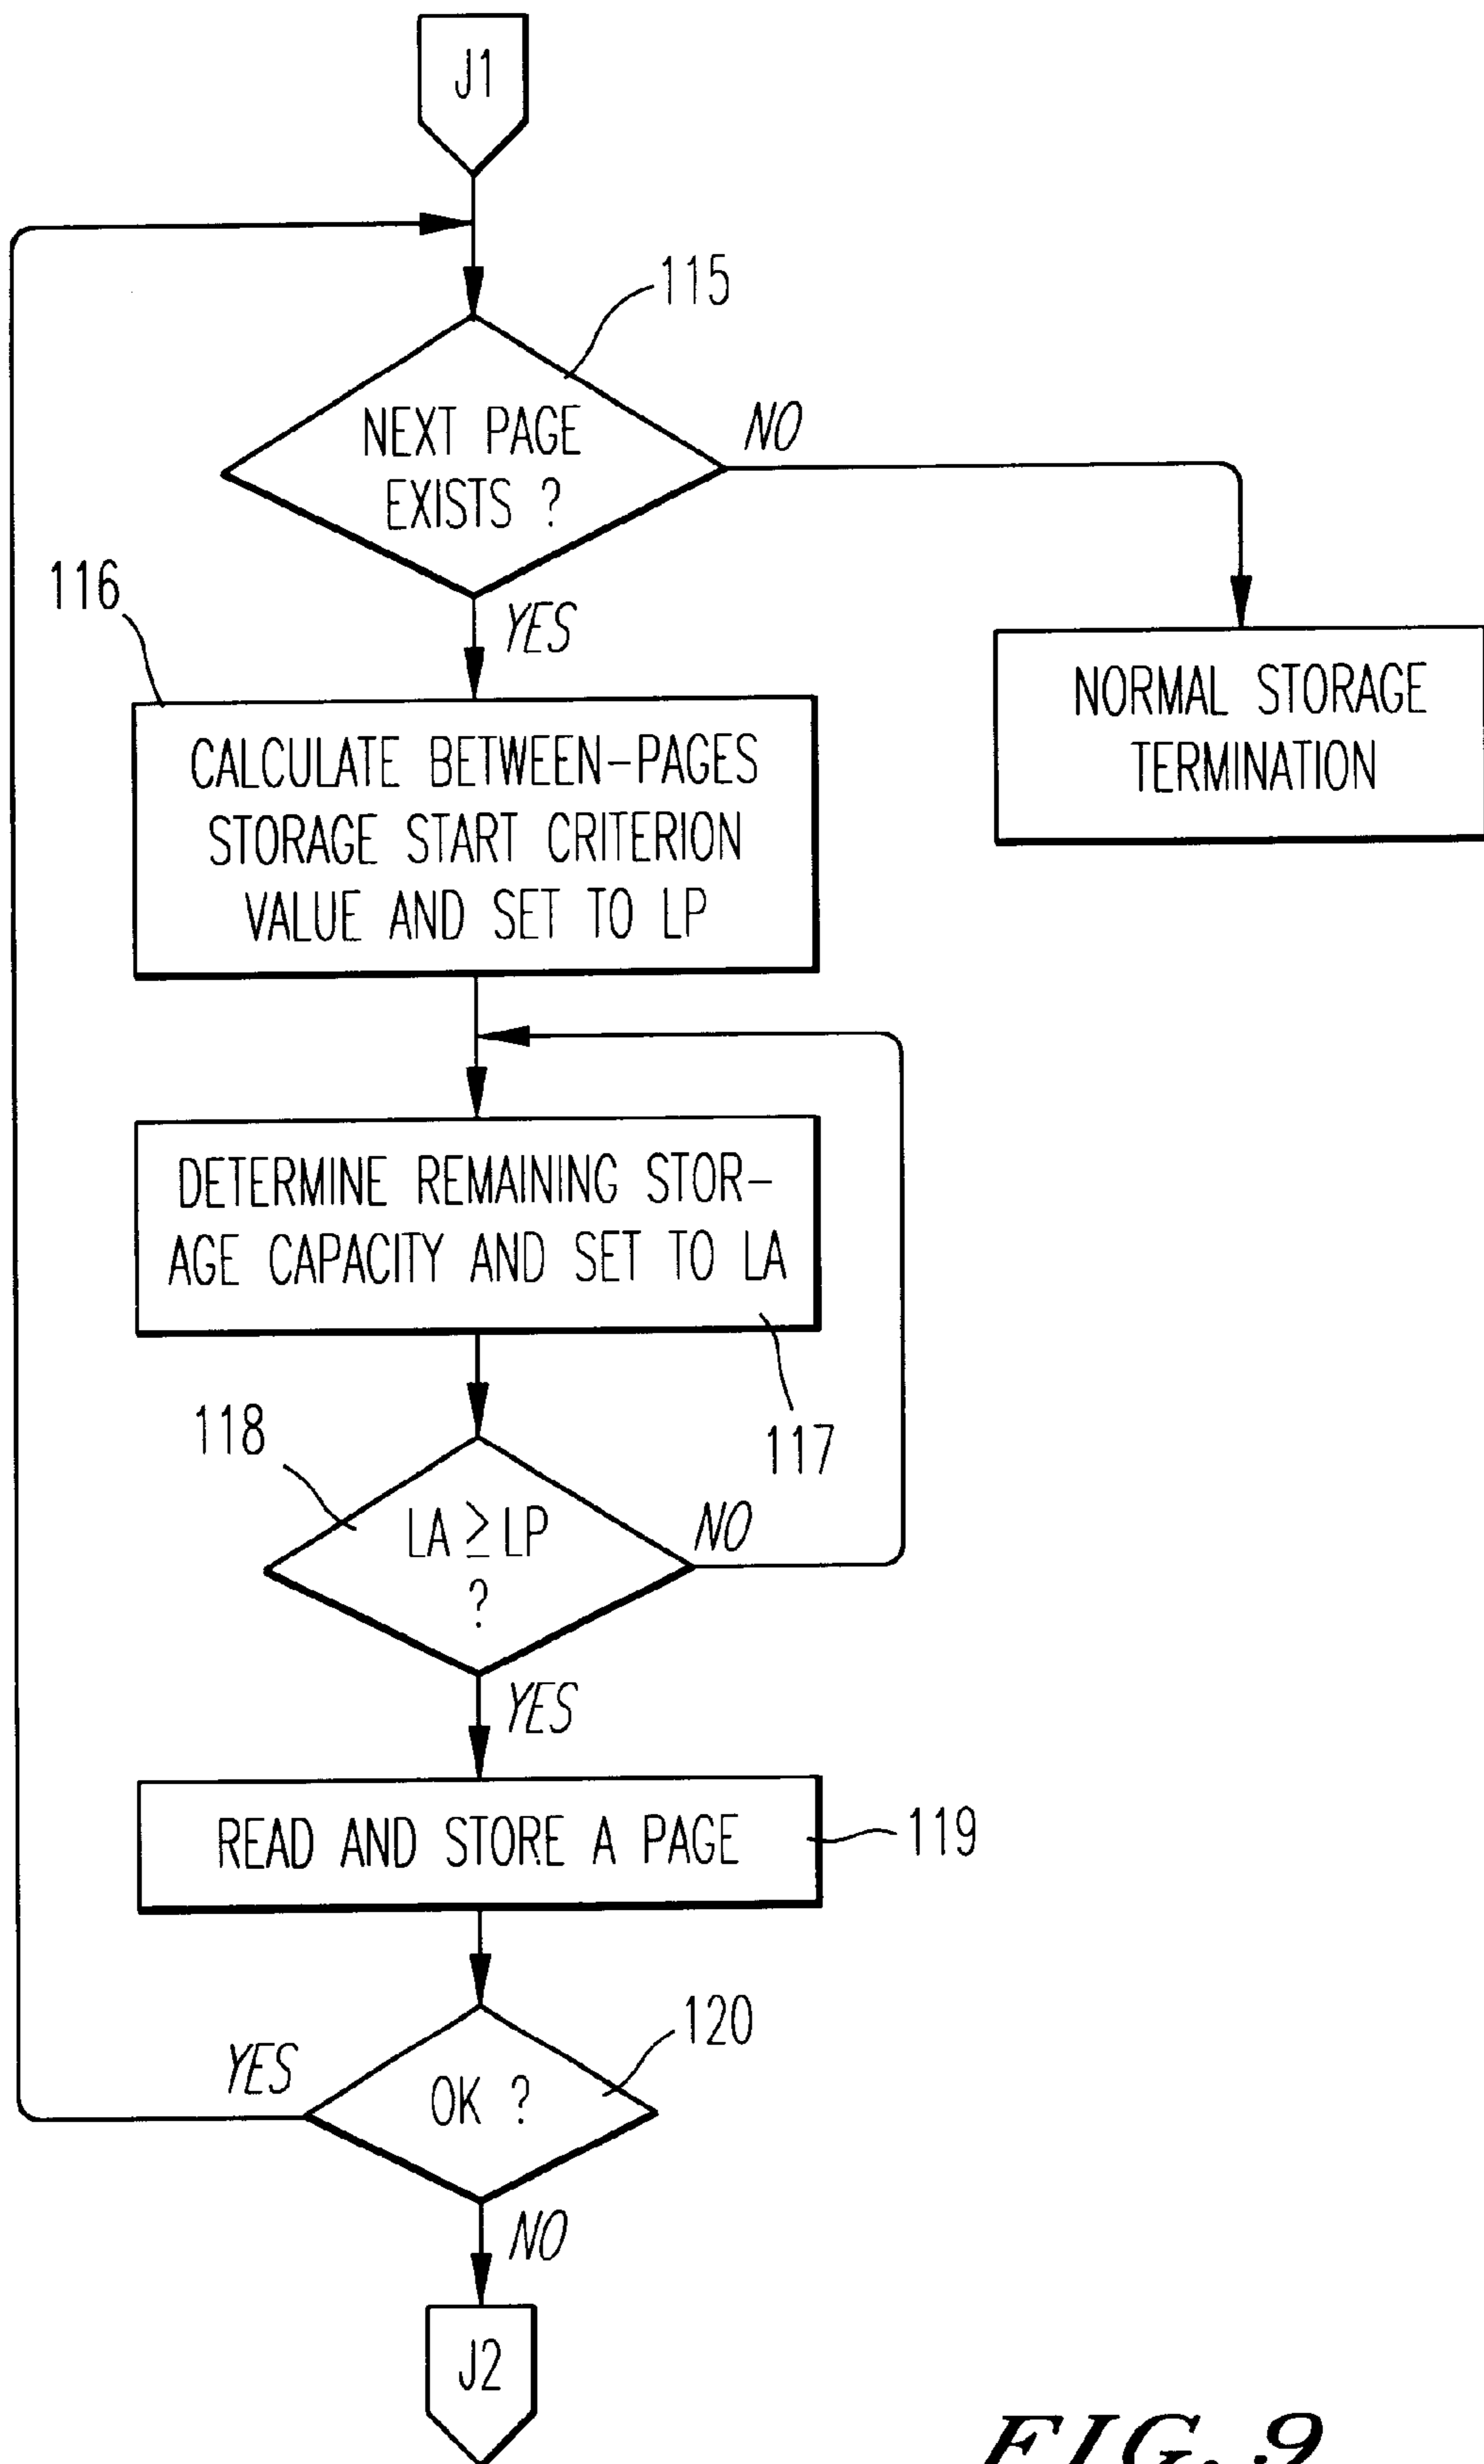 J1
115
NEXT PAGE
EXISTS ?
NO
YES
116
NORMAL STORAGE
TERMINATION
CALCULATE BETWEEN-PAGES
STORAGE START CRITERION
VALUE AND SET TO LP
DETERMINE REMAINING STOR-
AGE CAPACITY AND SET TO LA
117
118
LA ≥ LP
?
NO
YES
READ AND STORE A PAGE
119
120
YES
OK ?
NO
J2
FIG. 9